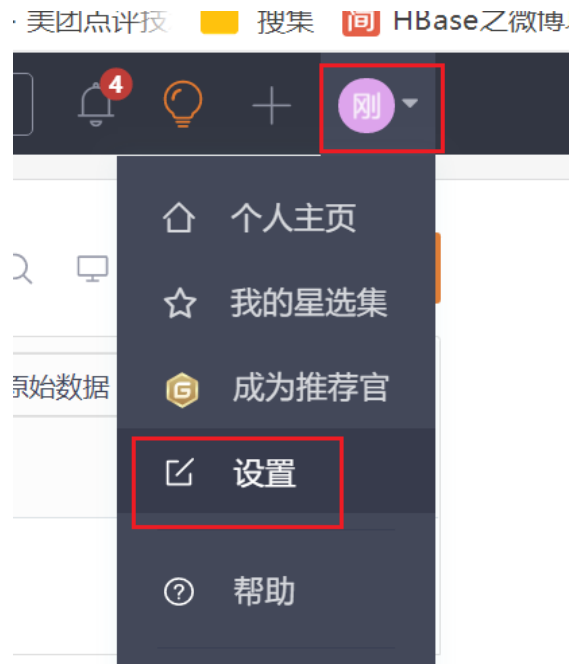 · 美团点评技
搜集
间 HBase之微博
4
刚
个人主页
我的星选集
原始数据
G 成为推荐官
设置
帮助